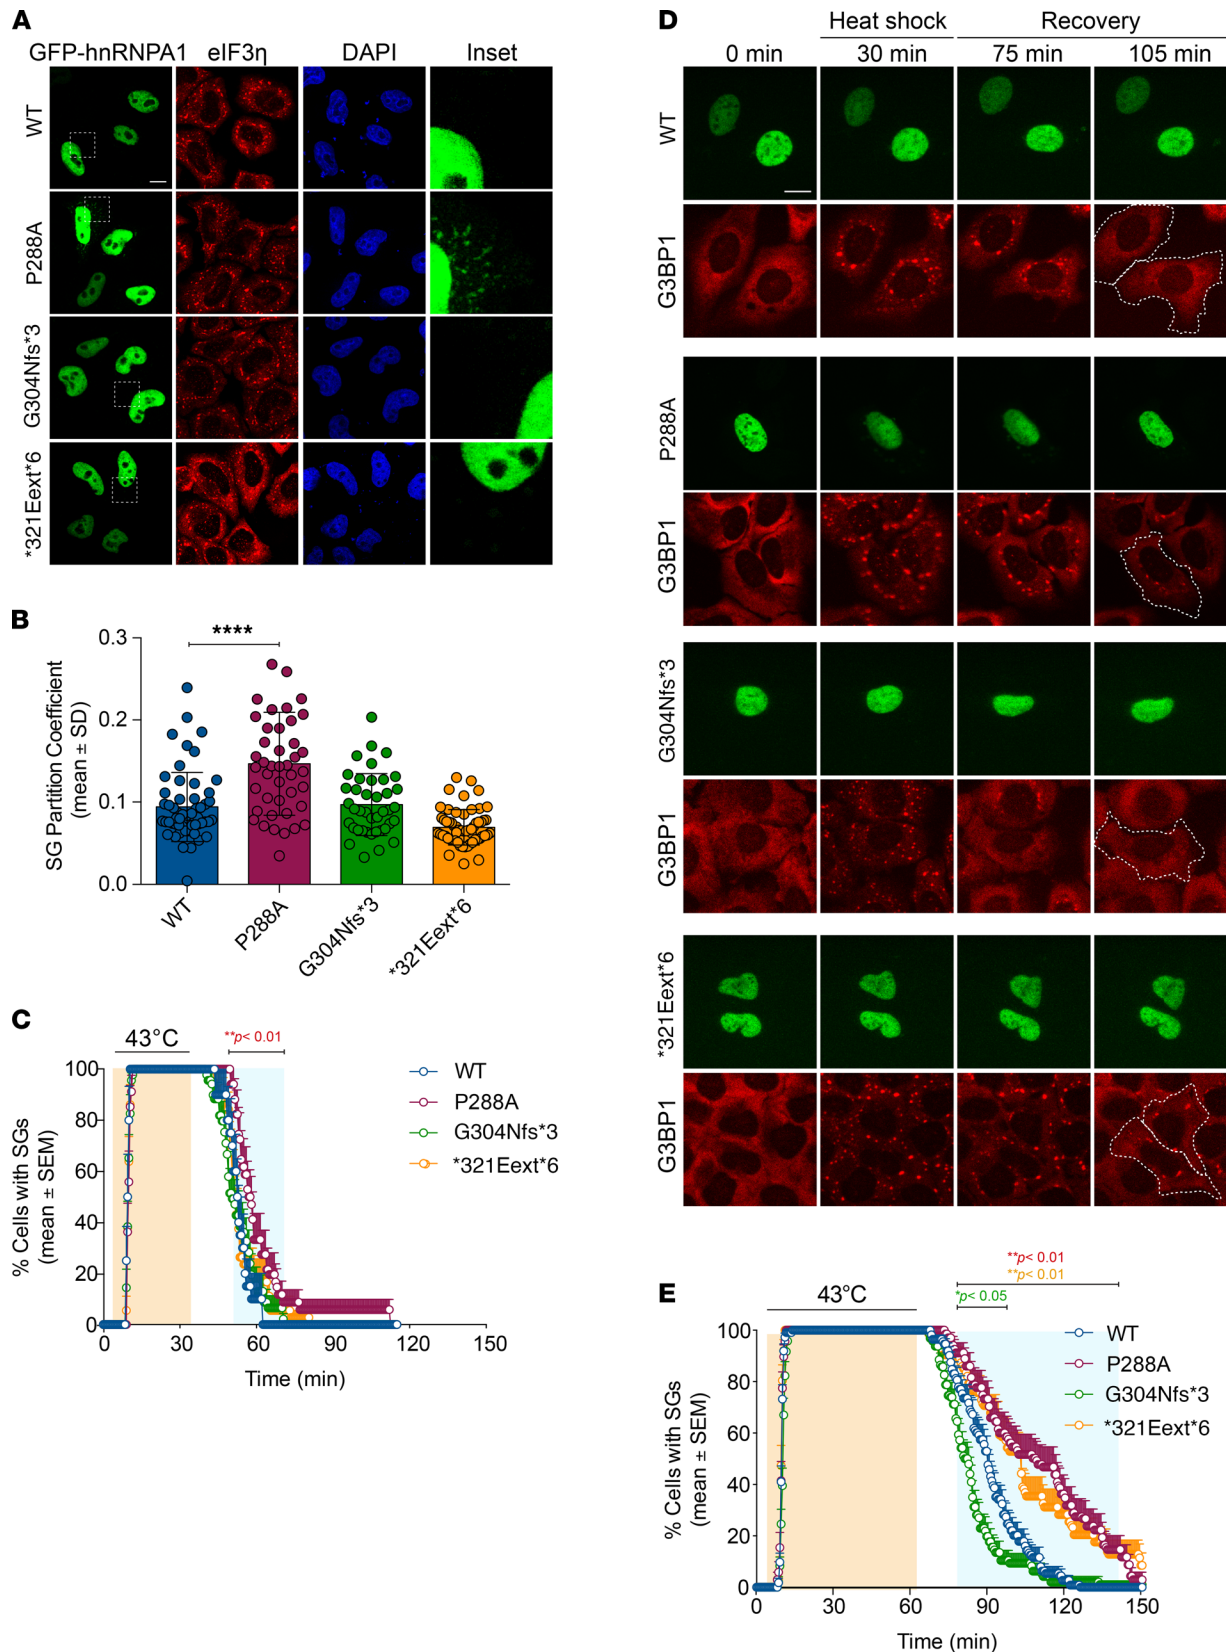 A
GFP-hnRNPA1 eIF3η DAPI Inset
WT
P288A
G304Nfs*3
*321Eext*6
B
****
SG Partition Coefficient
(mean ± SD)
0.3
0.2
0.1
0.0
WT
P288A
G304Nfs*3
*321Eext*6
C
43°C
**p< 0.01
% Cells with SGs
(mean ± SEM)
100
80
60
40
20
0
0 30 60 90 120 150
Time (min)
WT
P288A
G304Nfs*3
*321Eext*6
D
Heat shock Recovery
0 min 30 min 75 min 105 min
WT
G3BP1
P288A
G3BP1
G304Nfs*3
G3BP1
*321Eext*6
G3BP1
E
43°C
**p< 0.01
**p< 0.01
*p< 0.05
% Cells with SGs
(mean ± SEM)
100
80
60
40
20
0
0 30 60 90 120 150
Time (min)
WT
P288A
G304Nfs*3
*321Eext*6